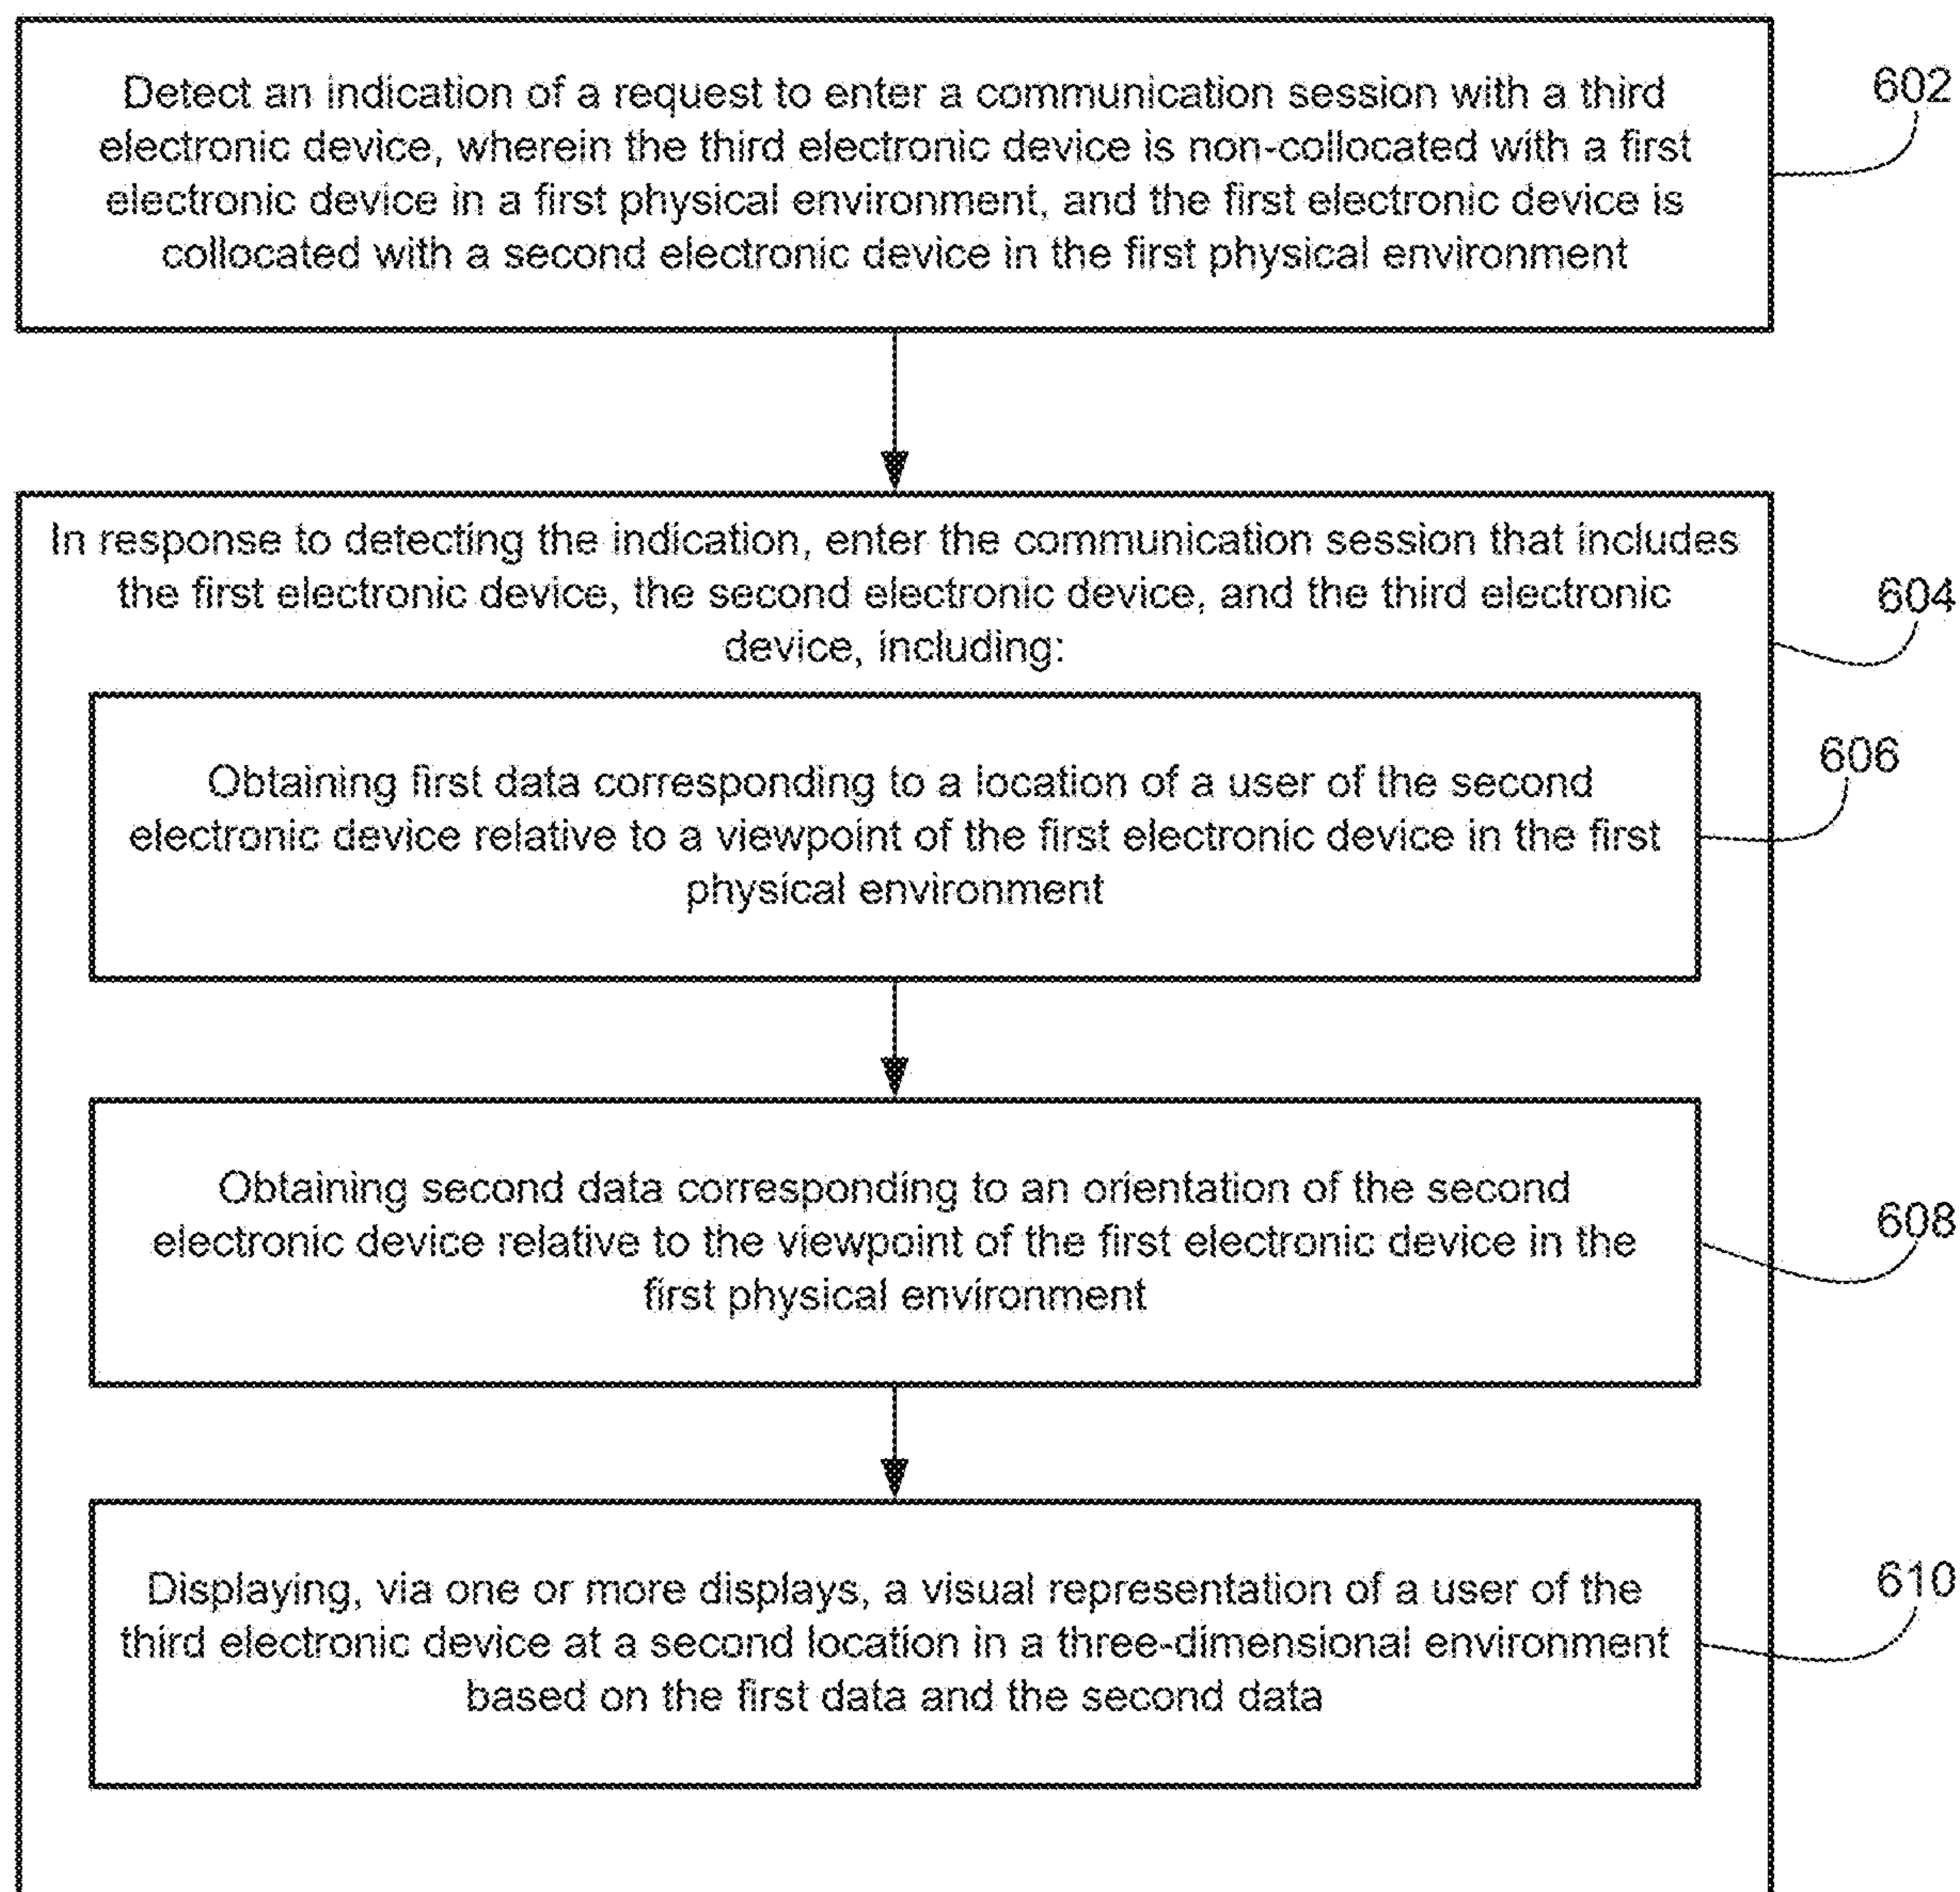 Detect an indication of a request to enter a communication session with a third
electronic device, wherein the third electronic device is non-collocated with a first
electronic device in a first physical environment, and the first electronic device is
collocated with a second electronic device in the first physical environment
602
In response to detecting the indication, enter the communication session that includes
the first electronic device, the second electronic device, and the third electronic
device, including:
604
Obtaining first data corresponding to a location of a user of the second
electronic device relative to a viewpoint of the first electronic device in the first
physical environment
606
Obtaining second data corresponding to an orientation of the second
electronic device relative to the viewpoint of the first electronic device in the
first physical environment
608
Displaying, via one or more displays, a visual representation of a user of the
third electronic device at a second location in a three-dimensional environment
based on the first data and the second data
610